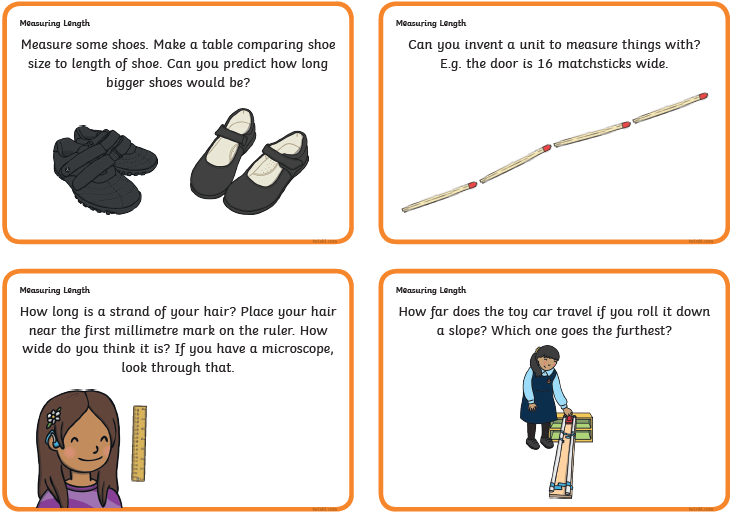 Measuring Length
Measure some shoes. Make a table comparing shoe
size to length of shoe. Can you predict how long
bigger shoes would be?
Measuring Length
Can you invent a unit to measure things with?
E.g. the door is 16 matchsticks wide.
Measuring Length
How long is a strand of your hair? Place your hair
near the first millimetre mark on the ruler. How
wide do you think it is? If you have a microscope,
look through that.
Measuring Length
How far does the toy car travel if you roll it down
a slope? Which one goes the furthest?